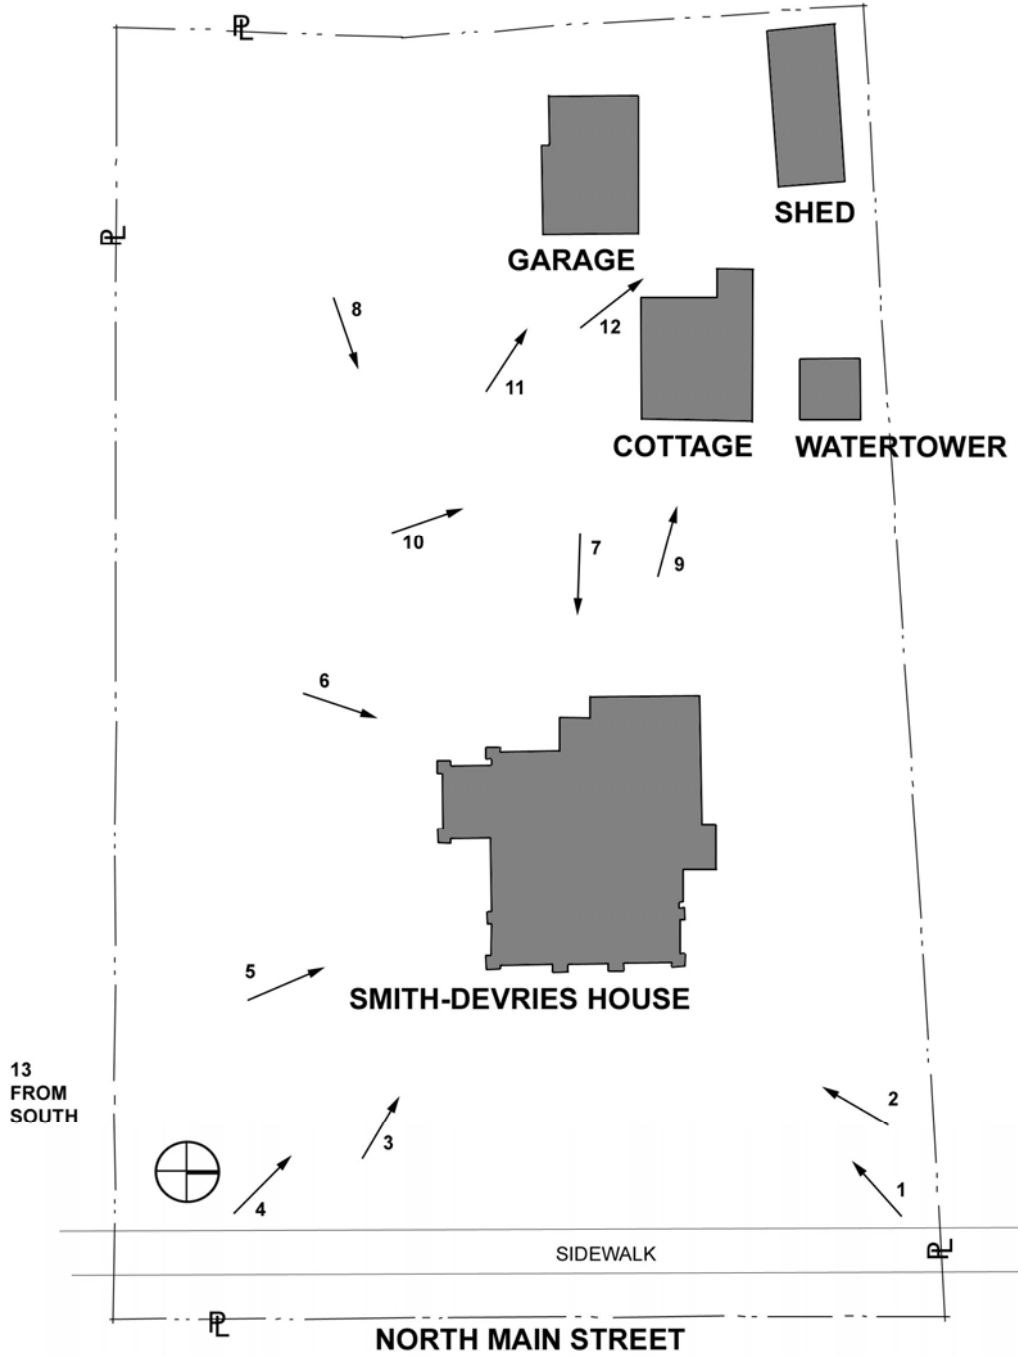 PL
SHED
GARAGE
PL
8
12
11
COTTAGE
WATERTOWER
10
7
9
6
5
SMITH-DEVRIES HOUSE
13
FROM
SOUTH
2
3
1
4
SIDEWALK
PL
PL
NORTH MAIN STREET